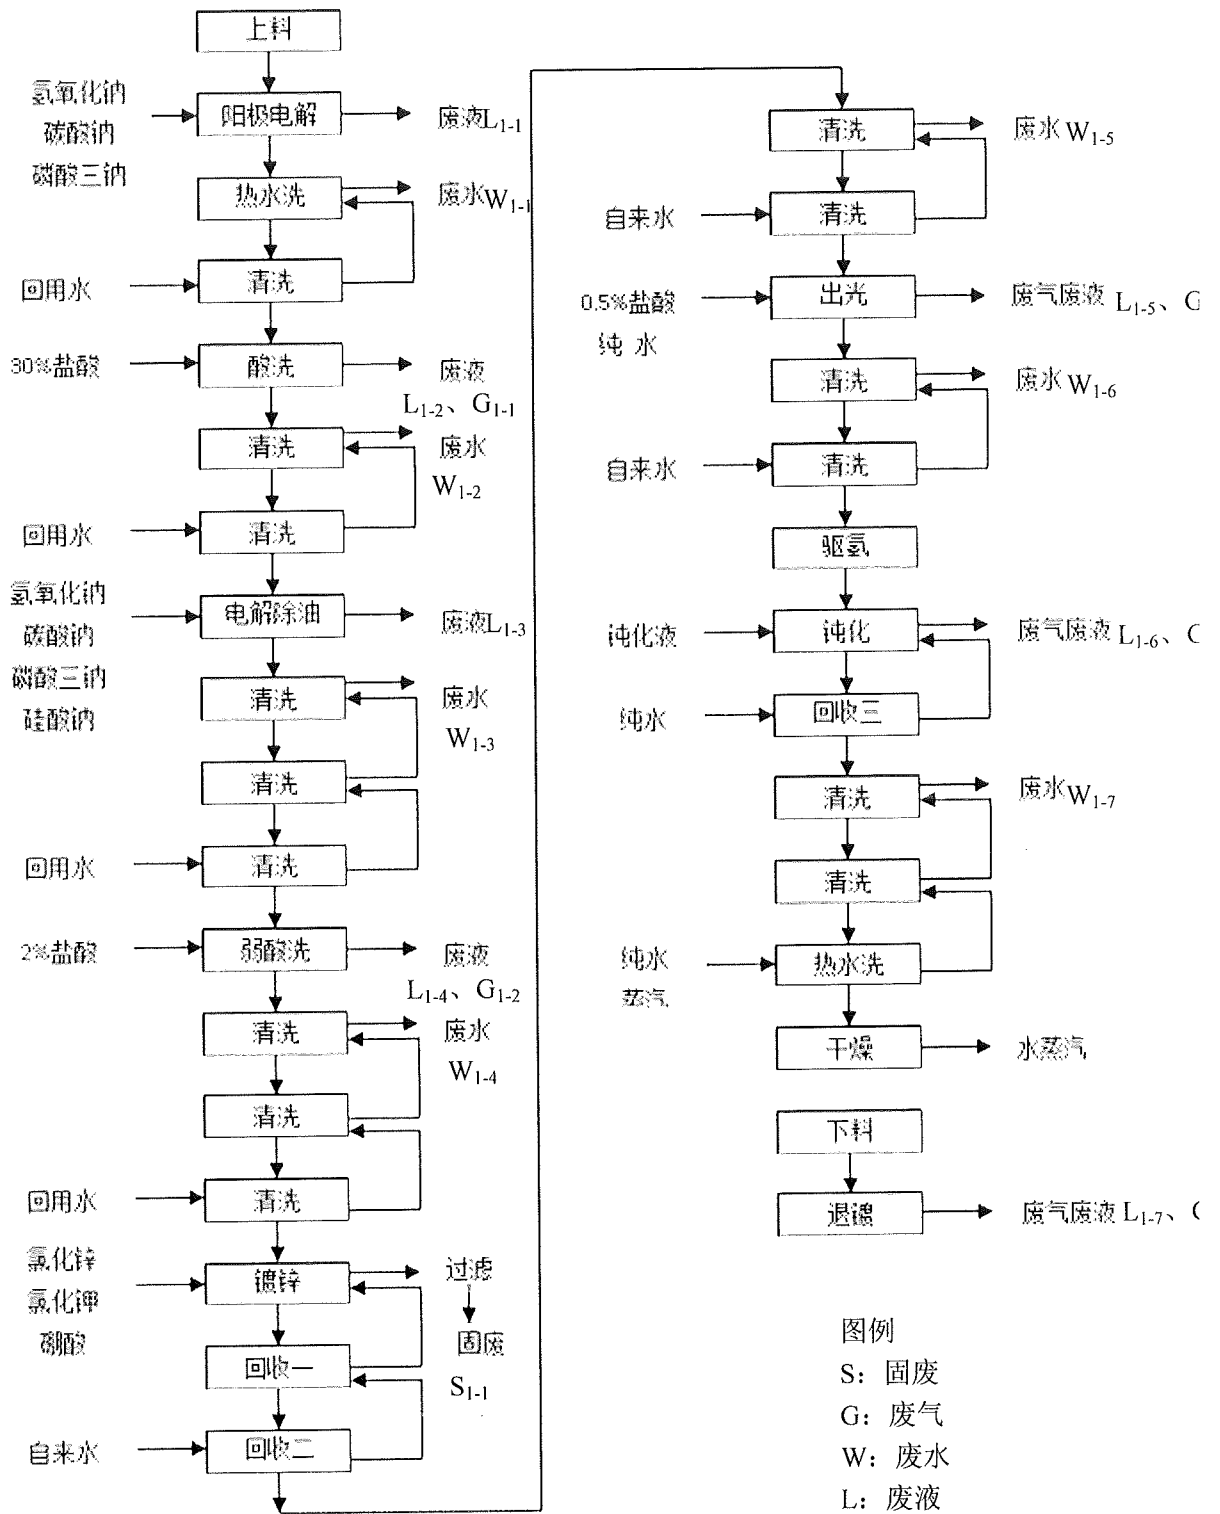 上料
氢氧化钠
碳酸钠
磷酸三钠
阳极电解
废液L1-1
热水洗
废水W1-1
回用水
清洗
30%盐酸
酸洗
废液
L1-2、G1-1
清洗
废水
W1-2
回用水
清洗
氢氧化钠
碳酸钠
磷酸三钠
硅酸钠
电解除油
废液L1-3
清洗
废水
W1-3
清洗
回用水
清洗
2%盐酸
弱酸洗
废液
L1-4、G1-2
清洗
废水
W1-4
清洗
回用水
清洗
氯化锌
氯化钾
硼酸
镀锌
过滤
固废
S1-1
回收一
自来水
回收二
清洗
废水W1-5
自来水
清洗
0.5%盐酸
纯水
出光
废气废液 L1-5、G
清洗
废水W1-6
自来水
清洗
驱氢
钝化液
钝化
废气废液 L1-6、
纯水
回收三
清洗
废水W1-7
清洗
纯水
蒸汽
热水洗
干燥
水蒸汽
下料
退镀
废气废液 L1-7、
图例
S：固废
G：废气
W：废水
L：废液